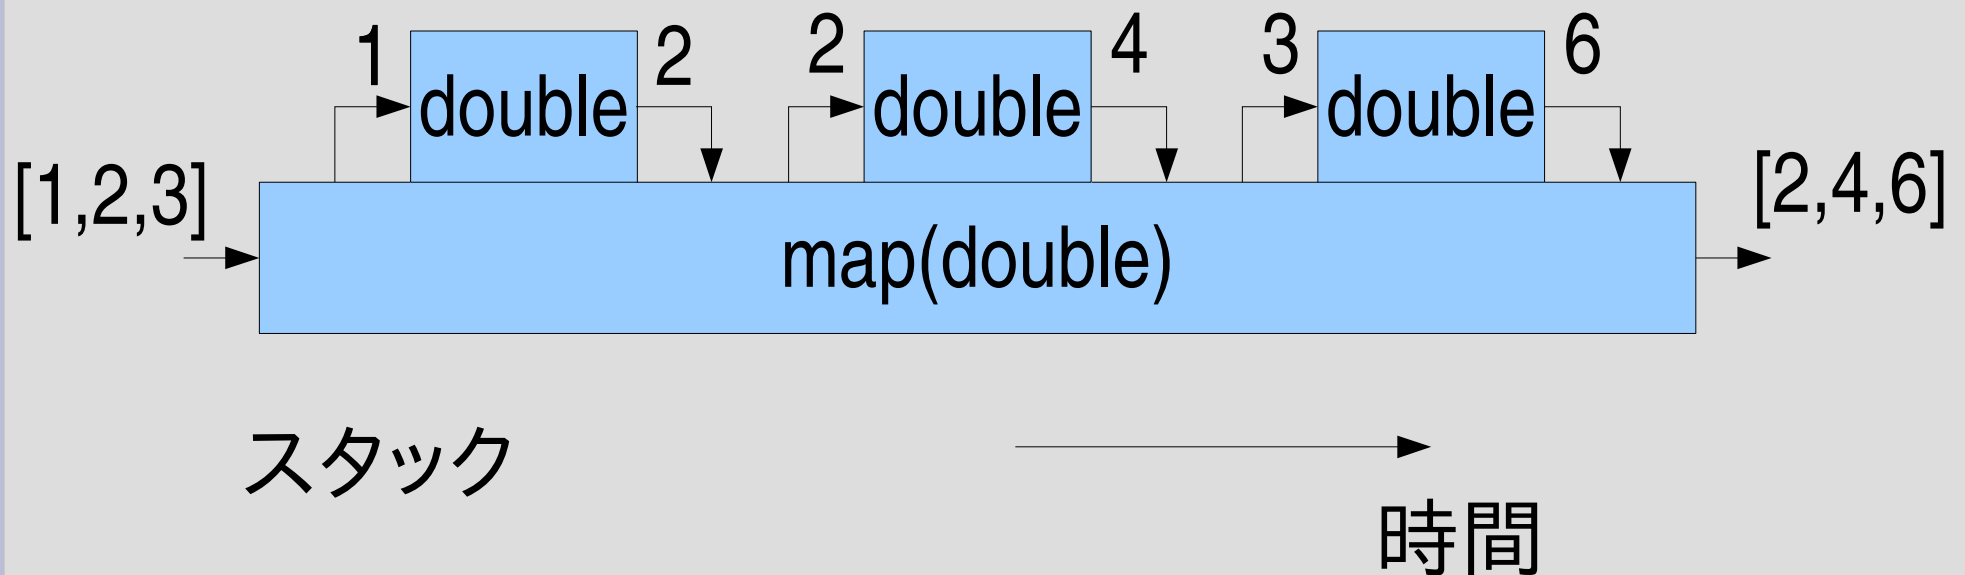 1 double 2 2 double 4 3 double 6
[1,2,3] [2,4,6]
map(double)
スタック
時間